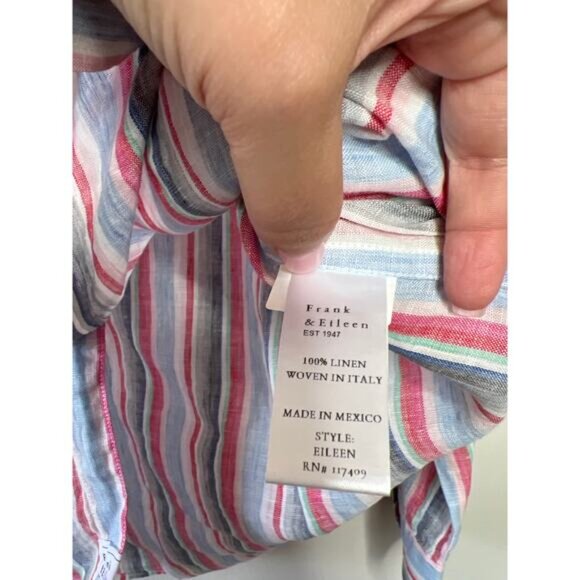 Frank
& Eileen
EST 1947
100% LINEN
WOVEN IN ITALY
MADE IN MEXICO
STYLE:
EILEEN
RN# 117409